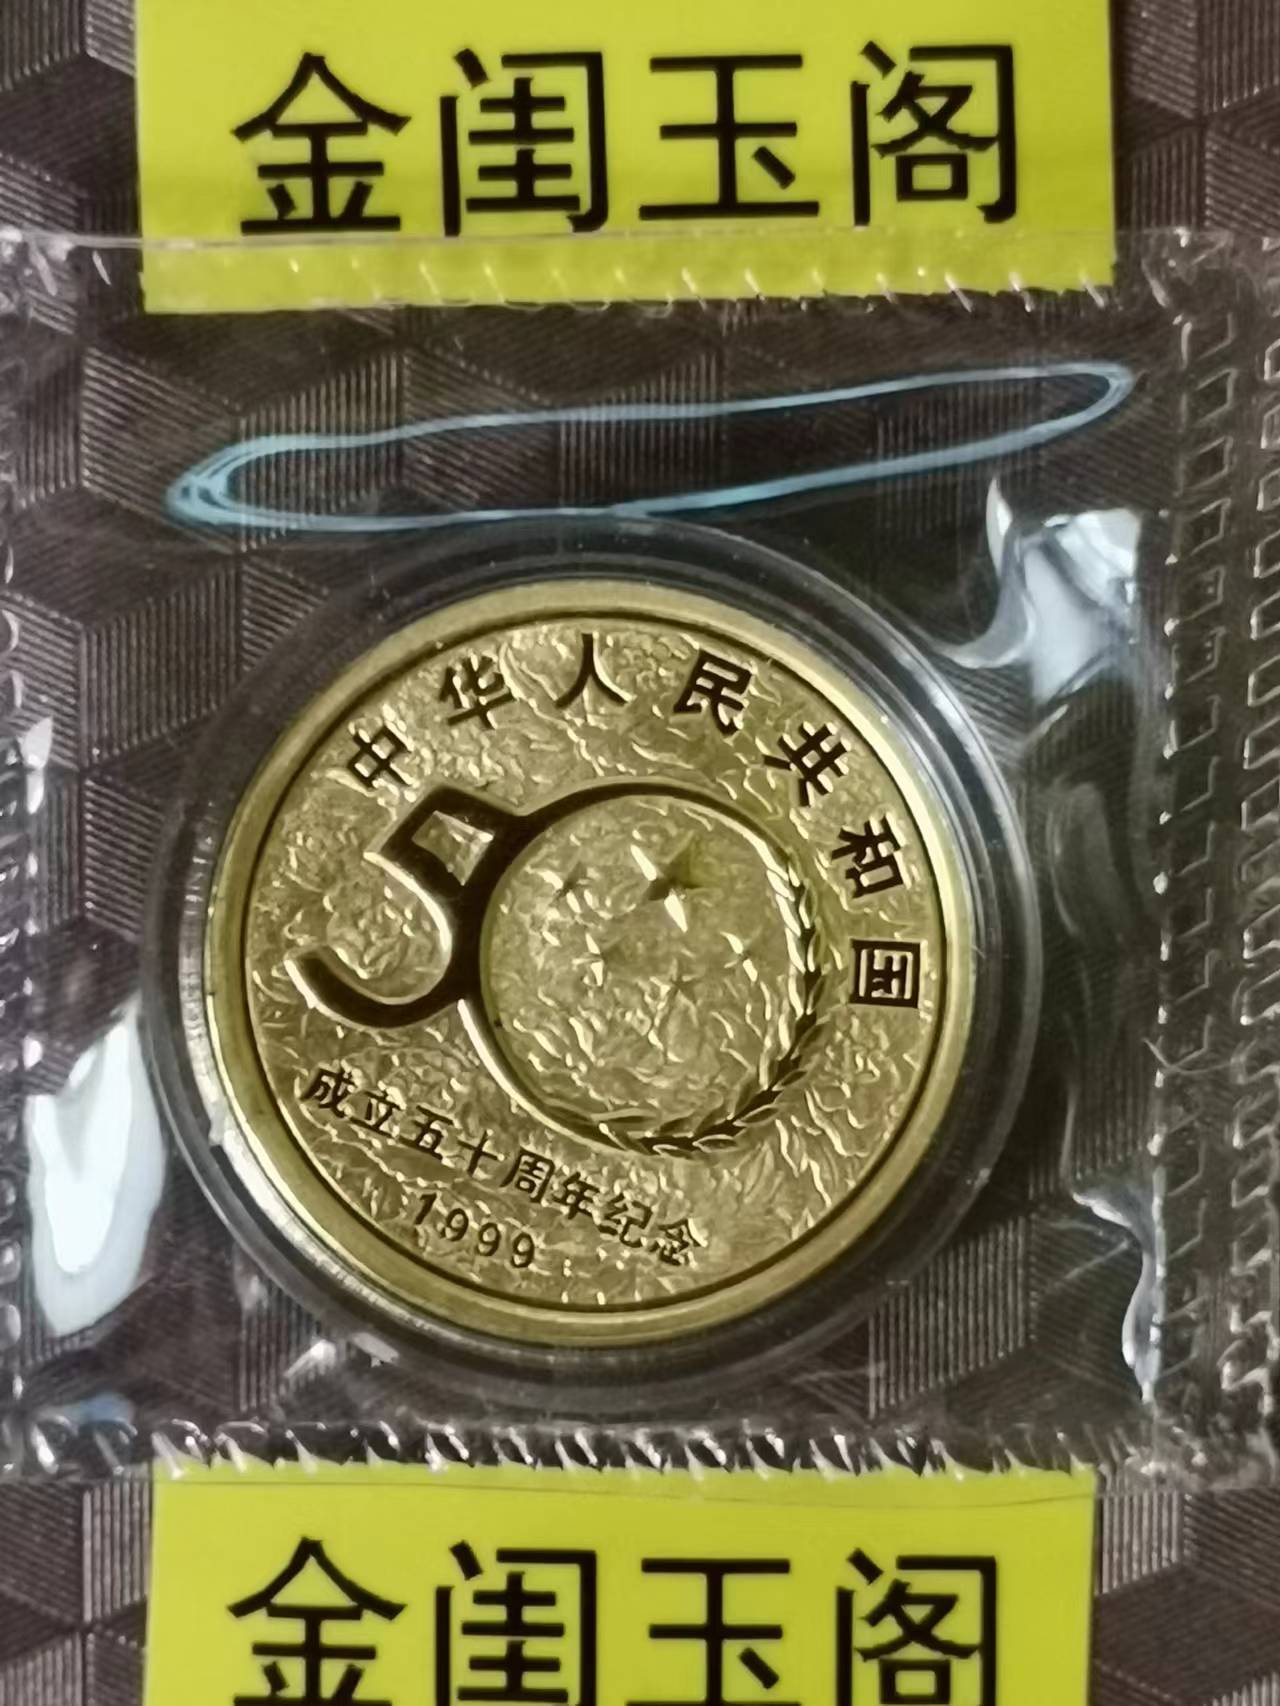 金闺玉阁
中华人民共和国
50
成立五十周年纪念
1999
金闺玉阁